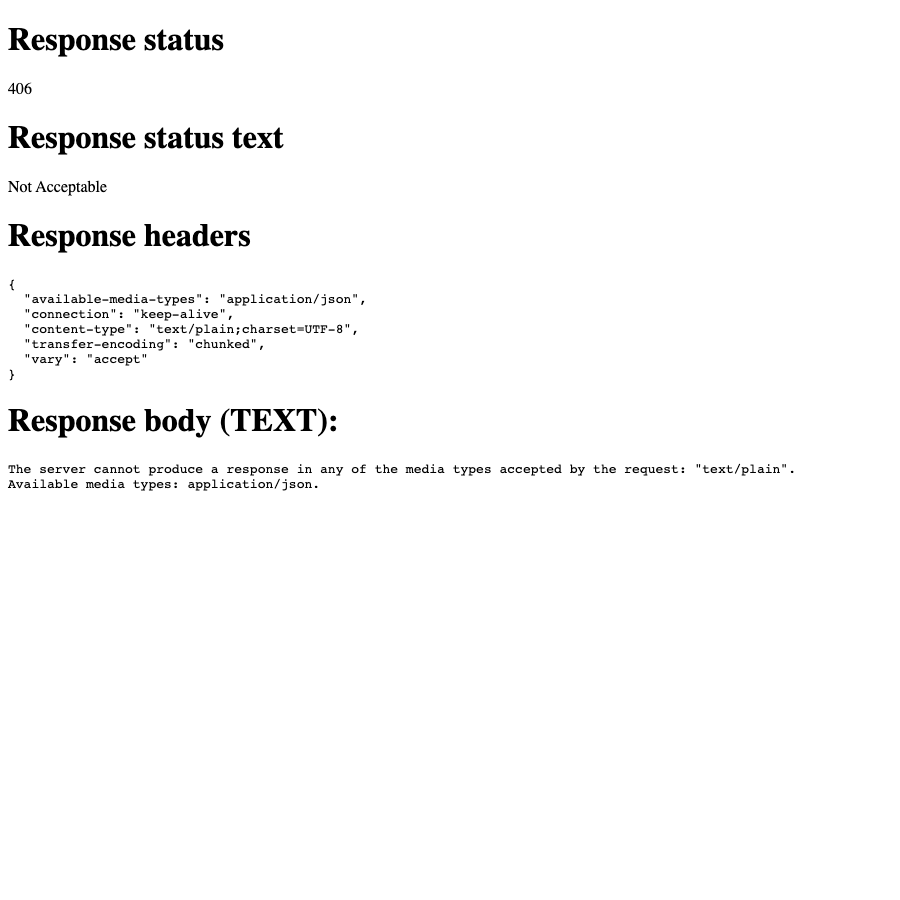 Response status
406
Response status text
Not Acceptable
Response headers
{
  "available-media-types": "application/json",
  "connection": "keep-alive",
  "content-type": "text/plain;charset=UTF-8",
  "transfer-encoding": "chunked",
  "vary": "accept"
}
Response body (TEXT):
The server cannot produce a response in any of the media types accepted by the request: "text/plain".
Available media types: application/json.